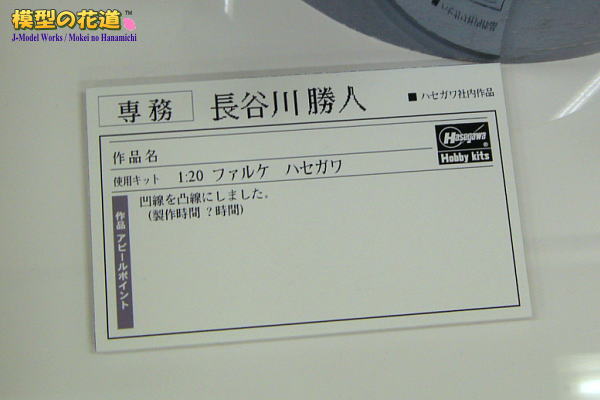 模型の花道™
J-Model Works / Mokei no Hanamichi
専務 長谷川勝人 ■ ハセガワ社内作品
作品名
Hasegawa®
Hobby kits
使用キット 1:20 ファルケ ハセガワ
作品アピールポイント
凹線を凸線にしました。
(製作時間 ?時間)